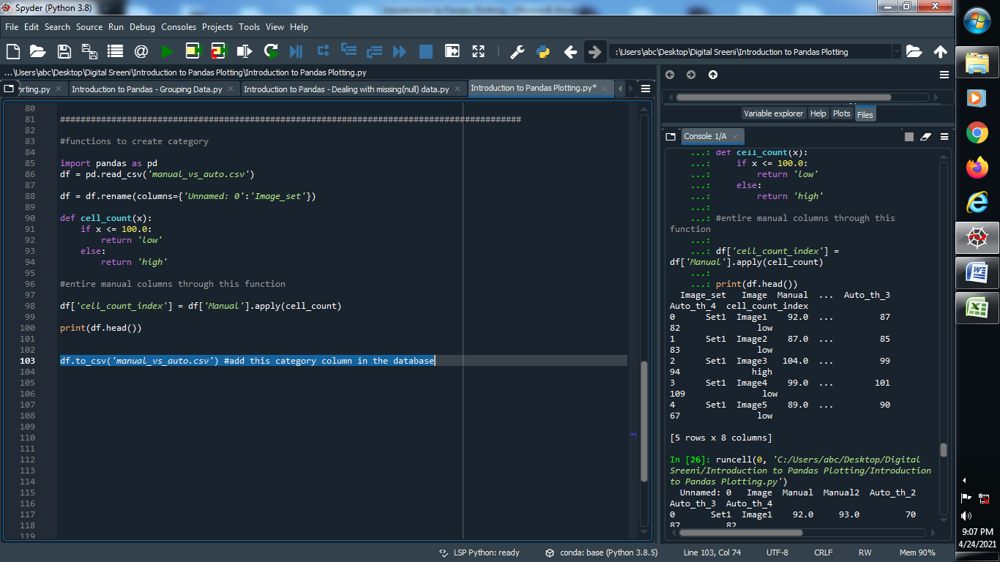 Spyder (Python 3.8)
File Edit Search Source Run Debug Consoles Projects Tools View Help
:\Users\abc\Desktop\Digital Sreeni\Introduction to Pandas Plotting
...\Users\abc\Desktop\Digital Sreeni\Introduction to Pandas Plotting\Introduction to Pandas Plotting.py
orting.py Introduction to Pandas - Grouping Data.py Introduction to Pandas - Dealing with missing(null) data.py Introduction to Pandas Plotting.py*
80
81 ##########################################################################################
82
83 #functions to create category
84
85 import pandas as pd
86 df = pd.read_csv('manual_vs_auto.csv')
87
88 df = df.rename(columns={'Unnamed: 0':'Image_set'})
89
90 def cell_count(x):
91     if x <= 100.0:
92         return 'low'
93     else:
94         return 'high'
95
96 #entire manual columns through this function
97
98 df['cell_count_index'] = df['Manual'].apply(cell_count)
99
100 print(df.head())
101
102
103 df.to_csv('manual_vs_auto.csv') #add this category column in the database
104
105
106
107
108
109
110
111
112
113
114
115
116
117
118
119
Variable explorer Help Plots Files
Console 1/A
...: def cell_count(x):
...:     if x <= 100.0:
...:         return 'low'
...:     else:
...:         return 'high'
...:
...: #entire manual columns through this
function
...:
...: df['cell_count_index'] =
df['Manual'].apply(cell_count)
...:
...: print(df.head())
Image_set Image Manual ... Auto_th_3
Auto_th_4 cell_count_index
0 Set1 Image1 92.0 ... 87
82 low
1 Set1 Image2 87.0 ... 85
83 low
2 Set1 Image3 104.0 ... 99
94 high
3 Set1 Image4 99.0 ... 101
109 low
4 Set1 Image5 89.0 ... 90
67 low
[5 rows x 8 columns]
In [26]: runcell(0, 'C:/Users/abc/Desktop/Digital
Sreeni/Introduction to Pandas Plotting/Introduction
to Pandas Plotting.py')
Unnamed: 0 Image Manual Manual2 Auto_th_2
Auto_th_3 Auto_th_4
0 Set1 Image1 92.0 93.0 70
87 82
LSP Python: ready conda: base (Python 3.8.5) Line 103, Col 74 UTF-8 CRLF RW Mem 90%
9:07 PM
4/24/2021